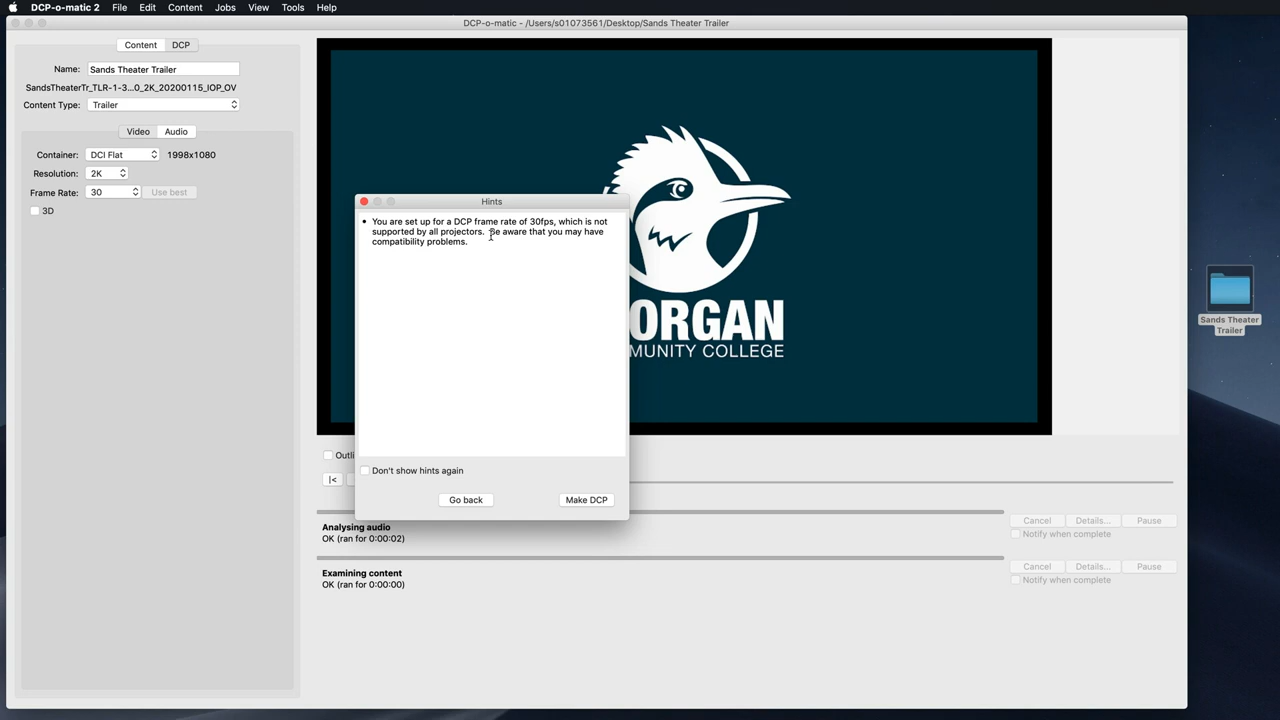 DCP-o-matic 2 File Edit Content Jobs View Tools Help
DCP-o-matic - /Users/s01073561/Desktop/Sands Theater Trailer
Content DCP
Name: Sands Theater Trailer
SandsTheaterTr_TLR-1-3...0_2K_20200115_IOP_OV
Content Type: Trailer
Video Audio
Container: DCI Flat 1998x1080
Resolution: 2K
Frame Rate: 30 Use best
3D
Hints
• You are set up for a DCP frame rate of 30fps, which is not
supported by all projectors. Be aware that you may have
compatibility problems.
Don't show hints again
Go back Make DCP
ORGAN
MUNITY COLLEGE
Outli
|<
Analysing audio
OK (ran for 0:00:02)
Cancel Details... Pause
Notify when complete
Examining content
OK (ran for 0:00:00)
Cancel Details... Pause
Notify when complete
Sands Theater
Trailer